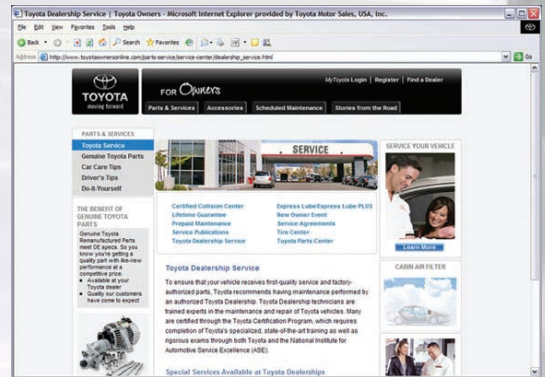 Toyota Dealership Service | Toyota Owners - Microsoft Internet Explorer provided by Toyota Motor Sales, USA, Inc.
File Edit View Favorites Tools Help
Back Search Favorites
Address http://www.toyotaownersonline.com/parts-service/service-center/dealership_service.html Go
MyToyota Login | Register | Find a Dealer
TOYOTA
moving forward
FOR Owners
Parts & Services Accessories Scheduled Maintenance Stories from the Road
PARTS & SERVICES
Toyota Service
Genuine Toyota Parts
Car Care Tips
Driver's Tips
Do-It-Yourself
THE BENEFIT OF
GENUINE TOYOTA
PARTS
Genuine Toyota
Remanufactured Parts
meet OE specs. So you
know you're getting a
quality part with like-new
performance at a
competitive price.
Available at your
Toyota dealer
Quality our customers
have come to expect
SERVICE
Certified Collision Center
Lifetime Guarantee
Prepaid Maintenance
Service Publications
Toyota Dealership Service
Express Lube/Express Lube PLUS
New Owner Event
Service Agreements
Tire Center
Toyota Parts Center
Toyota Dealership Service
To ensure that your vehicle receives first-quality service and factory-
authorized parts, Toyota recommends having maintenance performed by
an authorized Toyota Dealership. Toyota Dealership technicians are
trained experts in the maintenance and repair of Toyota vehicles. Many
are certified through the Toyota Certification Program, which requires
completion of Toyota's specialized, state-of-the-art training as well as
rigorous exams through both Toyota and the National Institute for
Automotive Service Excellence (ASE).
Special Services Available at Toyota Dealerships
SERVICE YOUR VEHICLE
Learn More
CABIN AIR FILTER